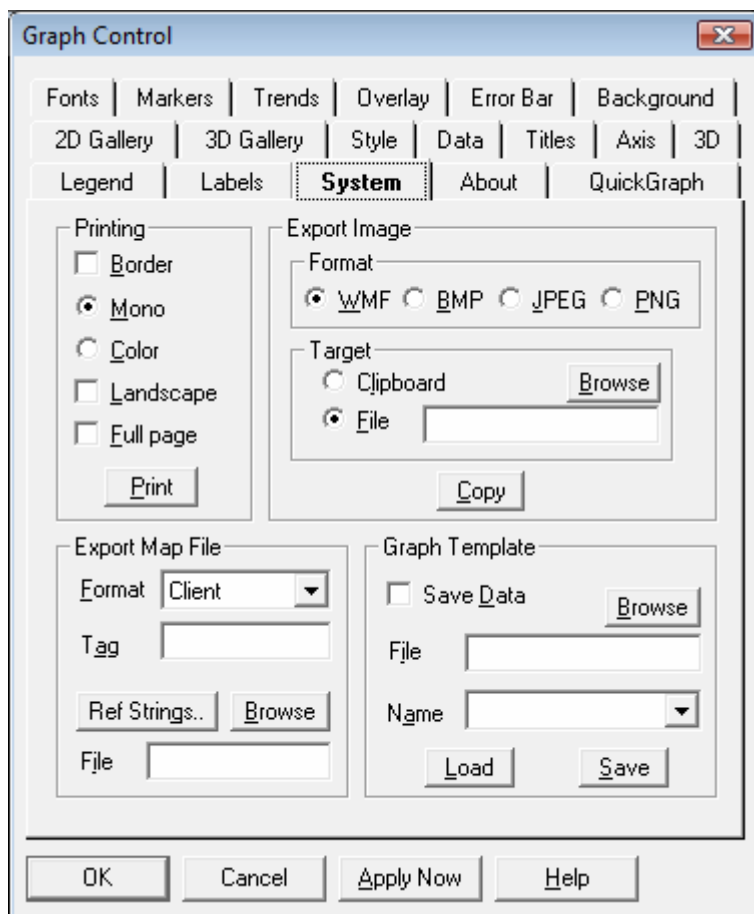 Graph Control
Fonts Markers Trends Overlay Error Bar Background
2D Gallery 3D Gallery Style Data Titles Axis 3D
Legend Labels System About QuickGraph
Printing
Border
Mono
Color
Landscape
Full page
Print
Export Image
Format
WMF BMP JPEG PNG
Target
Clipboard Browse
File
Copy
Export Map File
Format Client
Tag
Ref Strings.. Browse
File
Graph Template
Save Data Browse
File
Name
Load Save
OK Cancel Apply Now Help